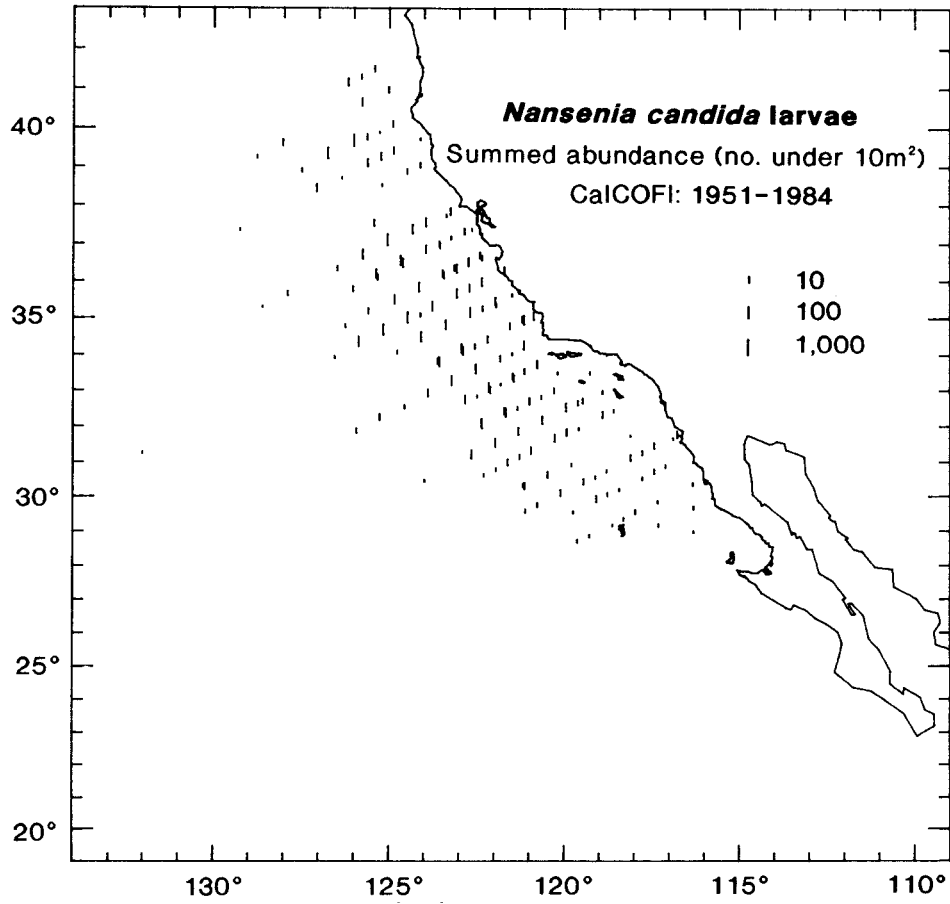 Nansenia candida larvae
Summed abundance (no. under 10m²)
CalCOFI: 1951-1984
10
100
1,000
40°
35°
30°
25°
20°
130° 125° 120° 115° 110°